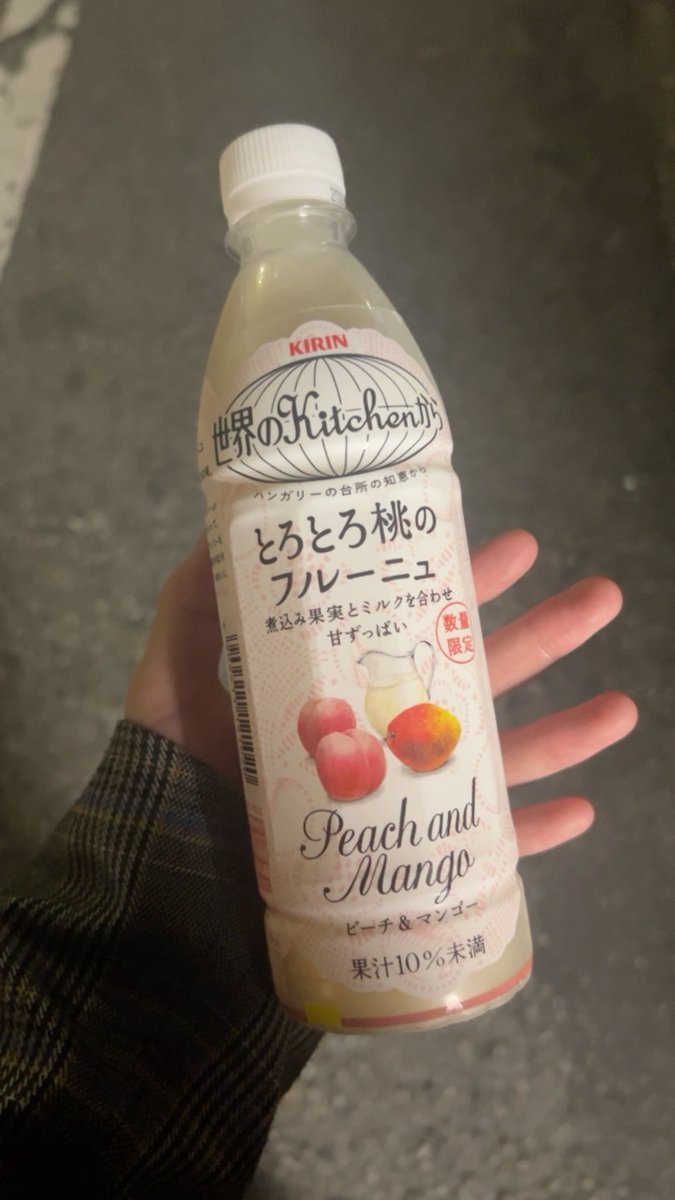 KIRIN
世界のKitchenから
ハンガリーの台所の知恵から
とろとろ桃の
フルーニュ
煮込み果実とミルクを合わせ
甘ずっぱい
数量
限定
Peach and
Mango
ピーチ&マンゴー
果汁10%未満